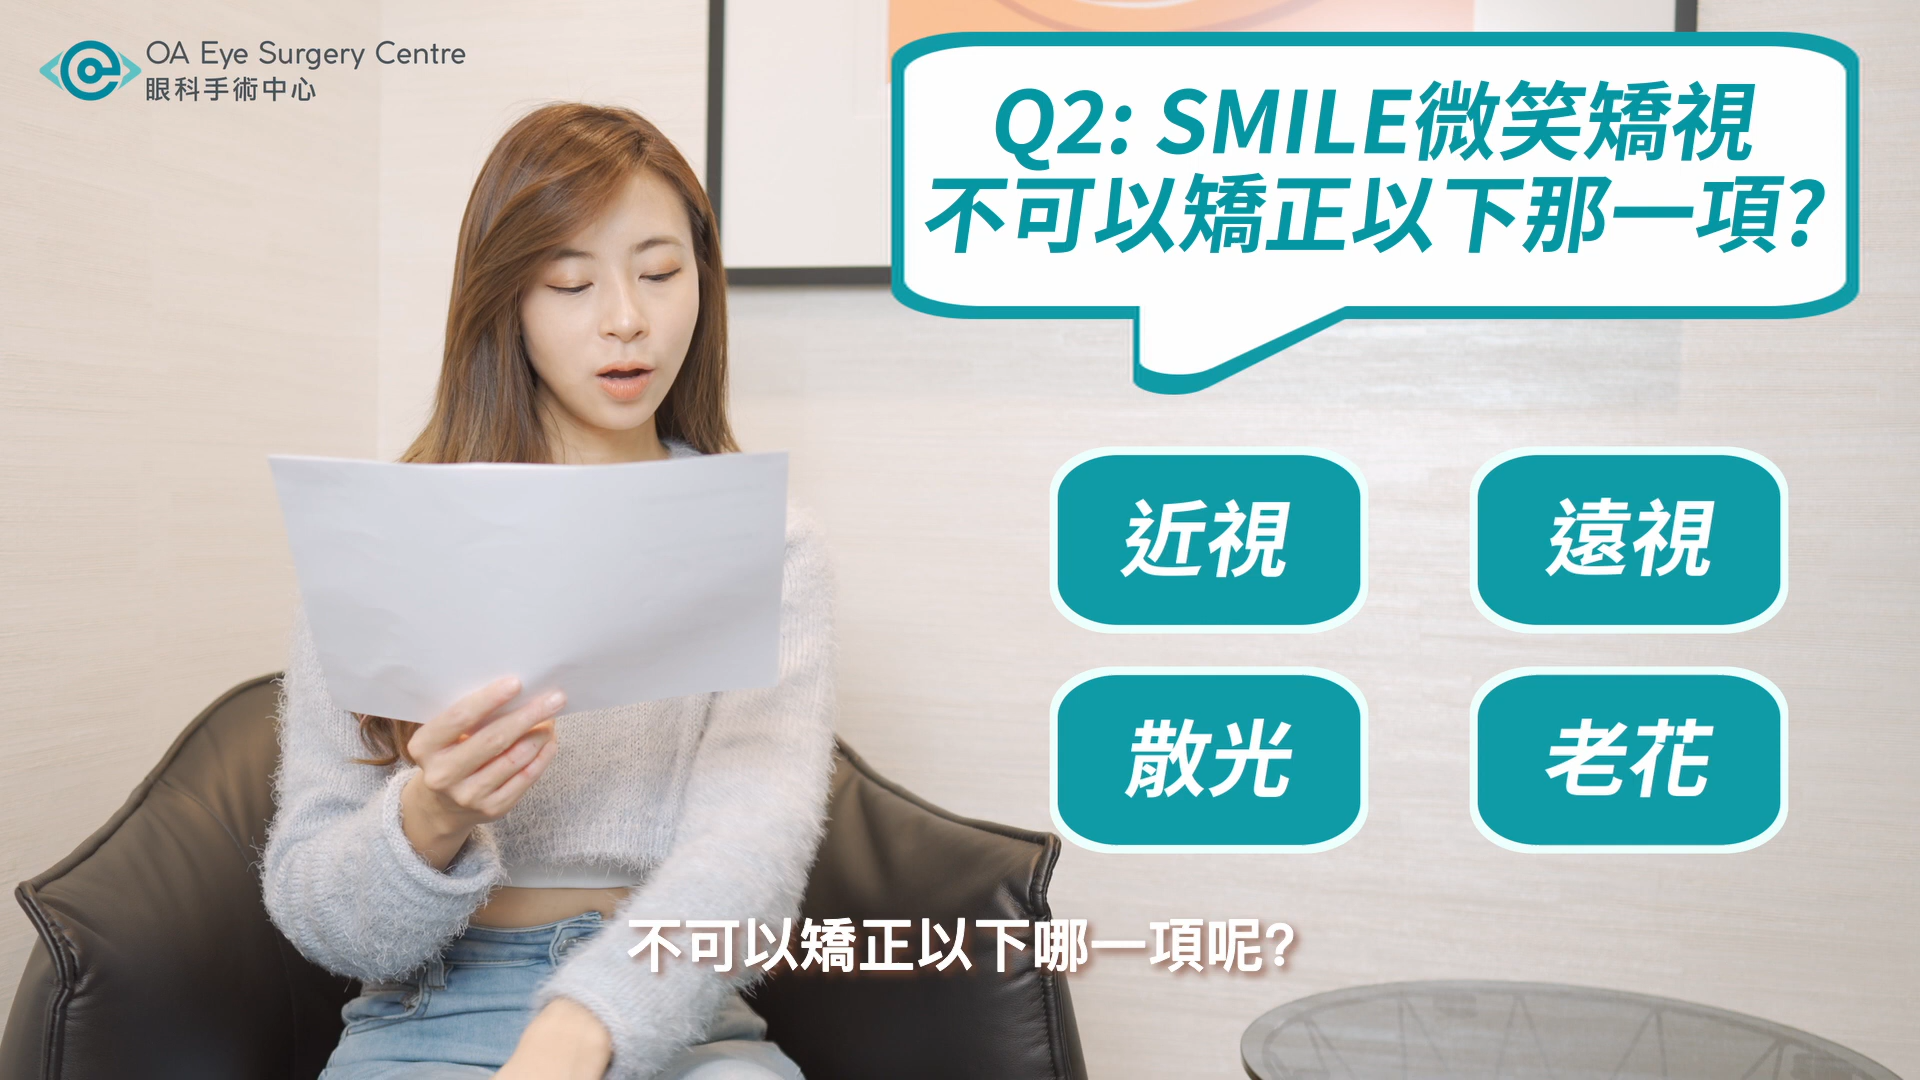 OA Eye Surgery Centre
眼科手術中心
Q2: SMILE微笑矯視
不可以矯正以下那一項?
近視
遠視
散光
老花
不可以矯正以下哪一項呢?